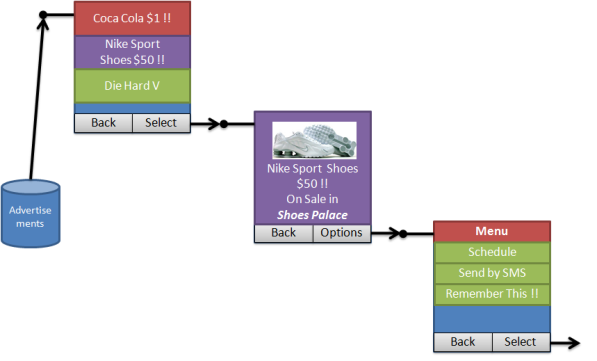 Coca Cola $1 !!
Nike Sport
Shoes $50 !!
Die Hard V
Back
Select
Advertise
ments
Nike Sport Shoes
$50 !!
On Sale in
Shoes Palace
Back
Options
Menu
Schedule
Send by SMS
Remember This !!
Back
Select